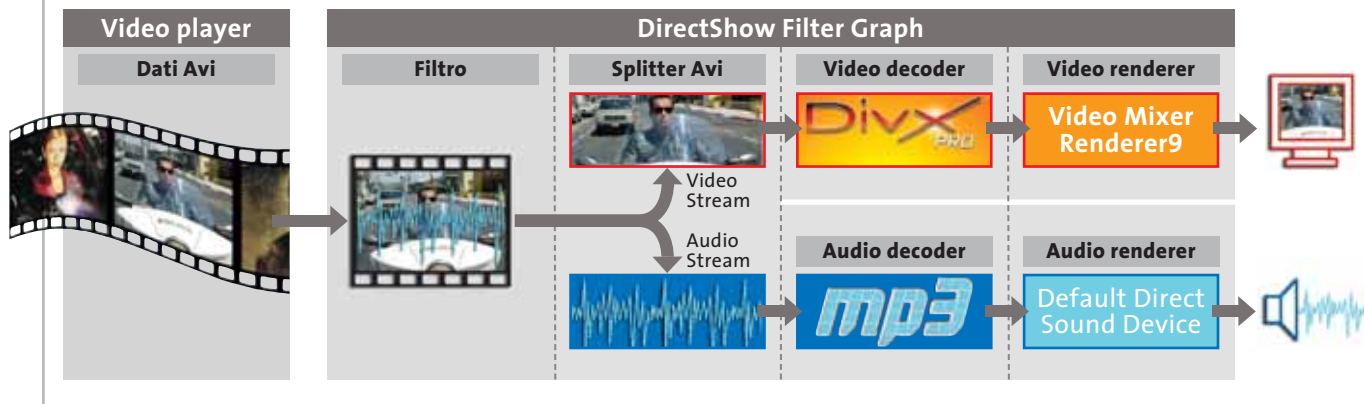 Video player
DirectShow Filter Graph
Dati Avi
Filtro
Splitter Avi
Video decoder
Video renderer
DivX
PRO
Video Mixer
Renderer9
Video
Stream
Audio
Stream
Audio decoder
Audio renderer
mp3
Default Direct
Sound Device